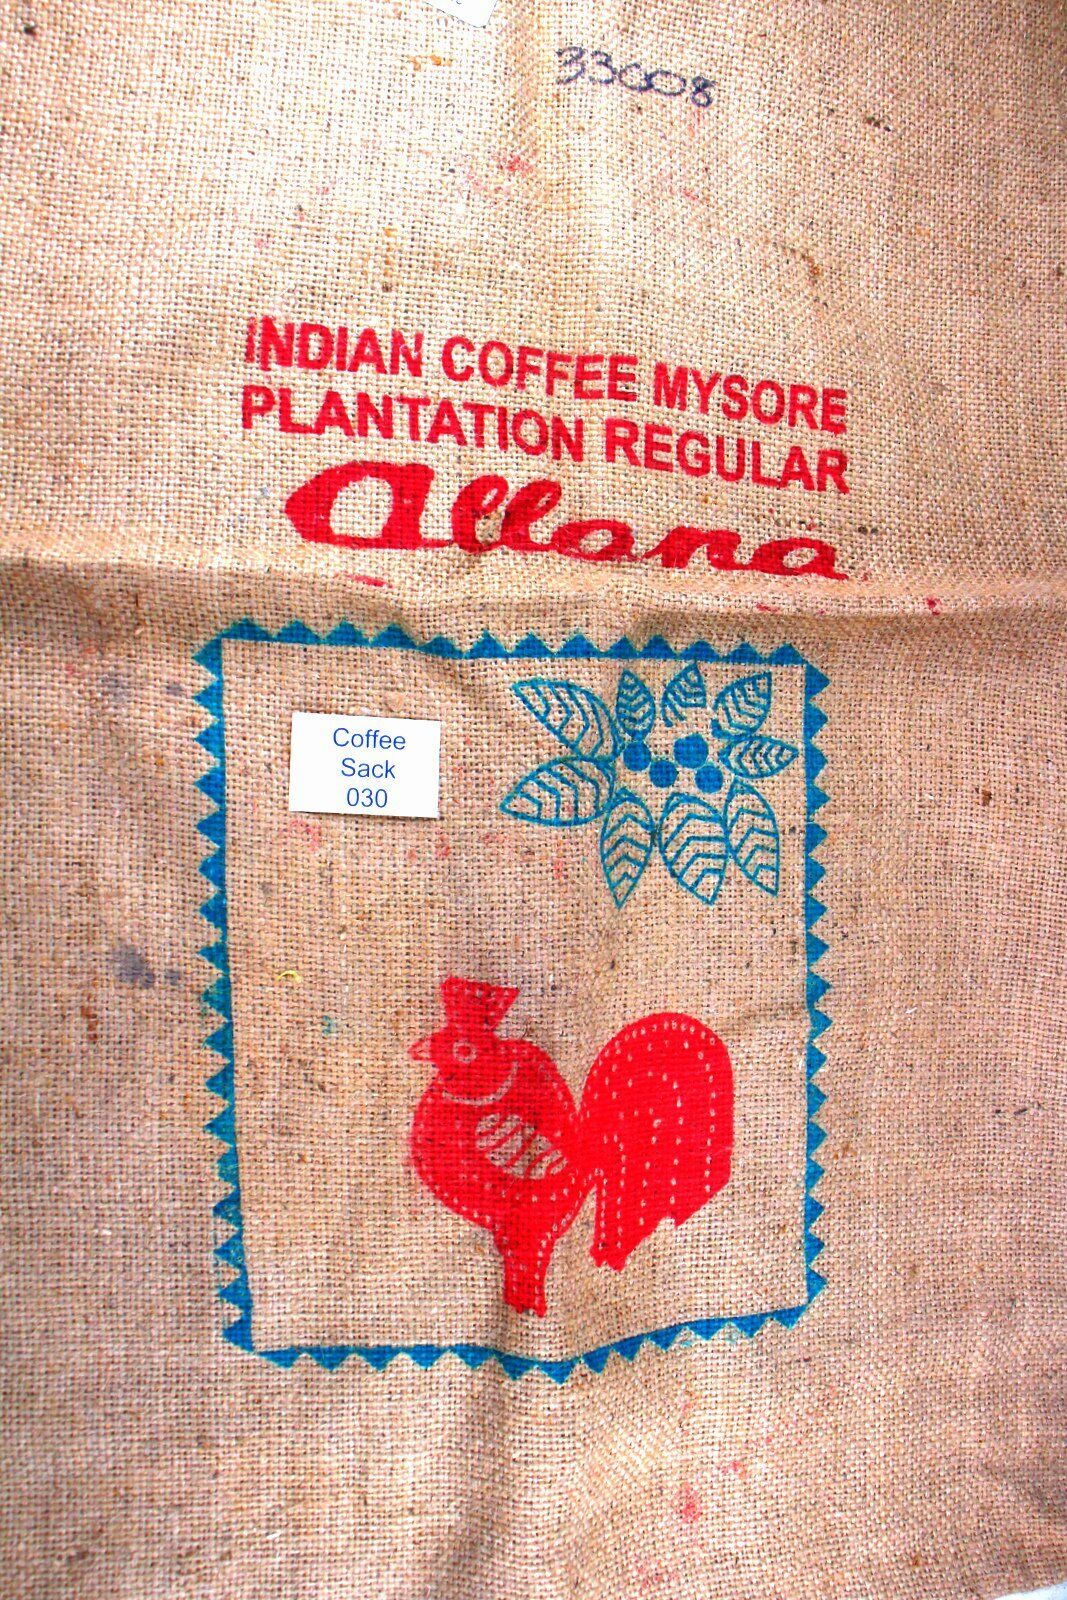 33008
INDIAN COFFEE MYSORE
PLANTATION REGULAR
allana
Coffee
Sack
030